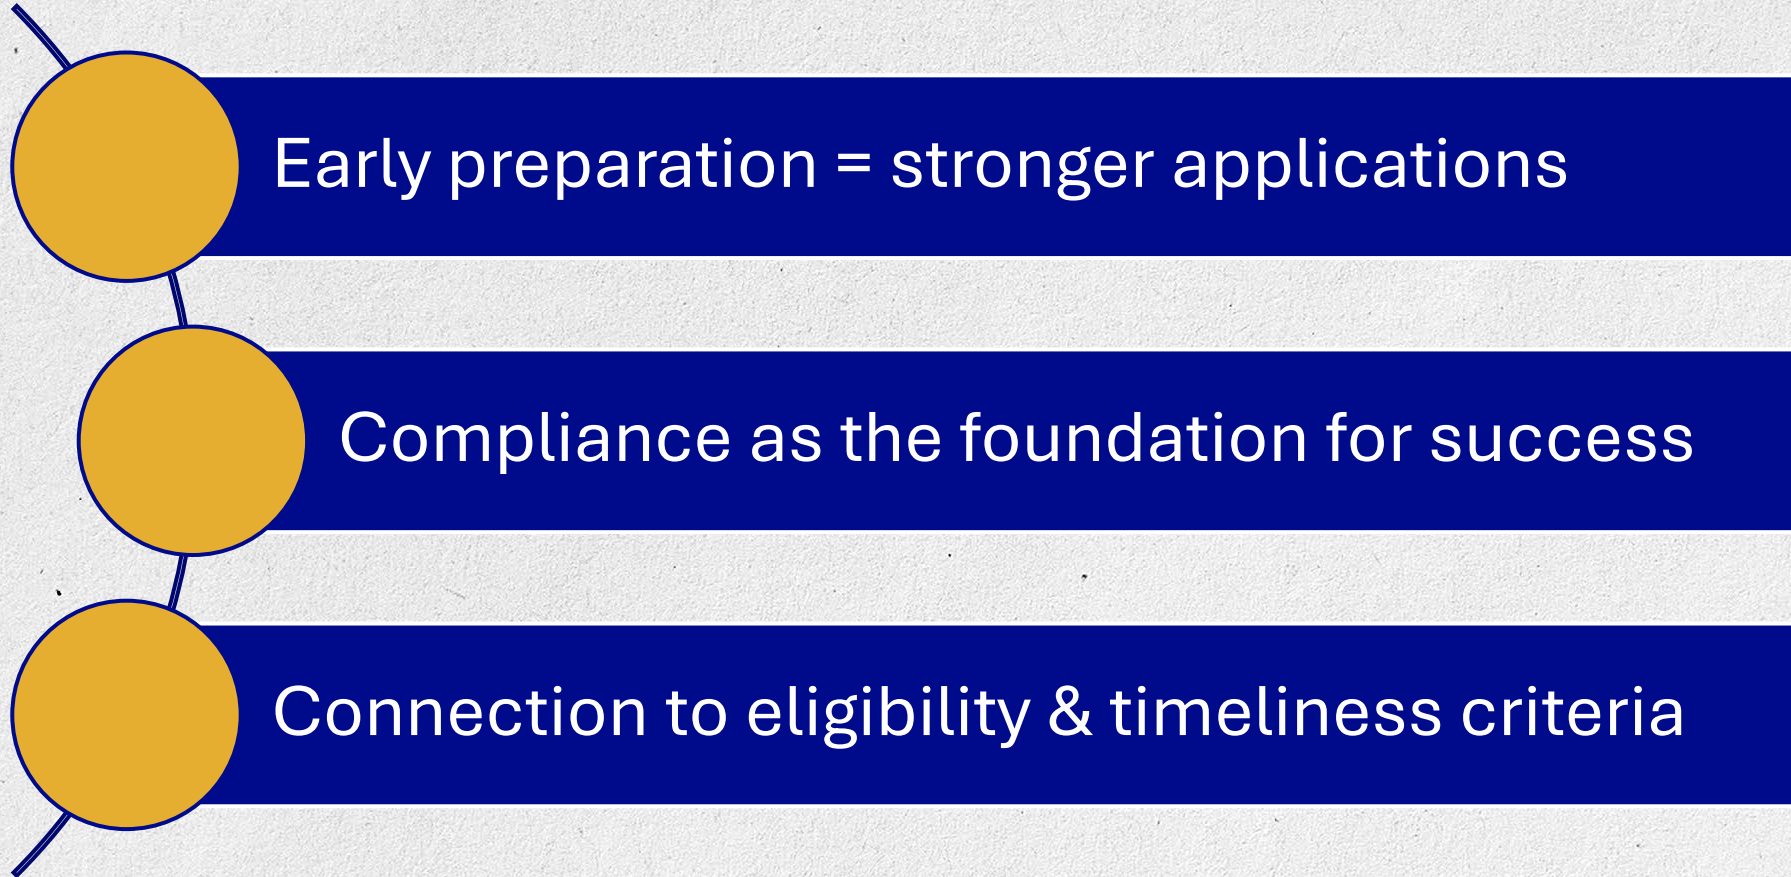 Early preparation = stronger applications
Compliance as the foundation for success
Connection to eligibility & timeliness criteria